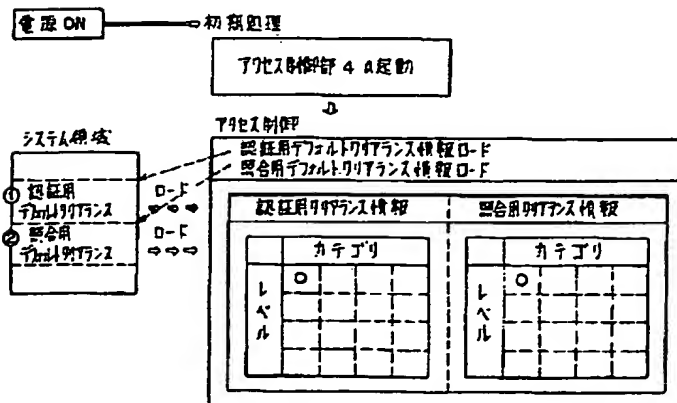 電源ON
初期処理
アクセス制御部 4a起動
アクセス制御
システム領域
認証用デフォルトクリアランス情報ロード
照合用デフォルトクリアランス情報ロード
① 認証用
デフォルトクリアランス
ロード
② 照合用
デフォルトクリアランス
ロード
認証用クリアランス情報
照合用クリアランス情報
カテゴリ
カテゴリ
レベル
レベル